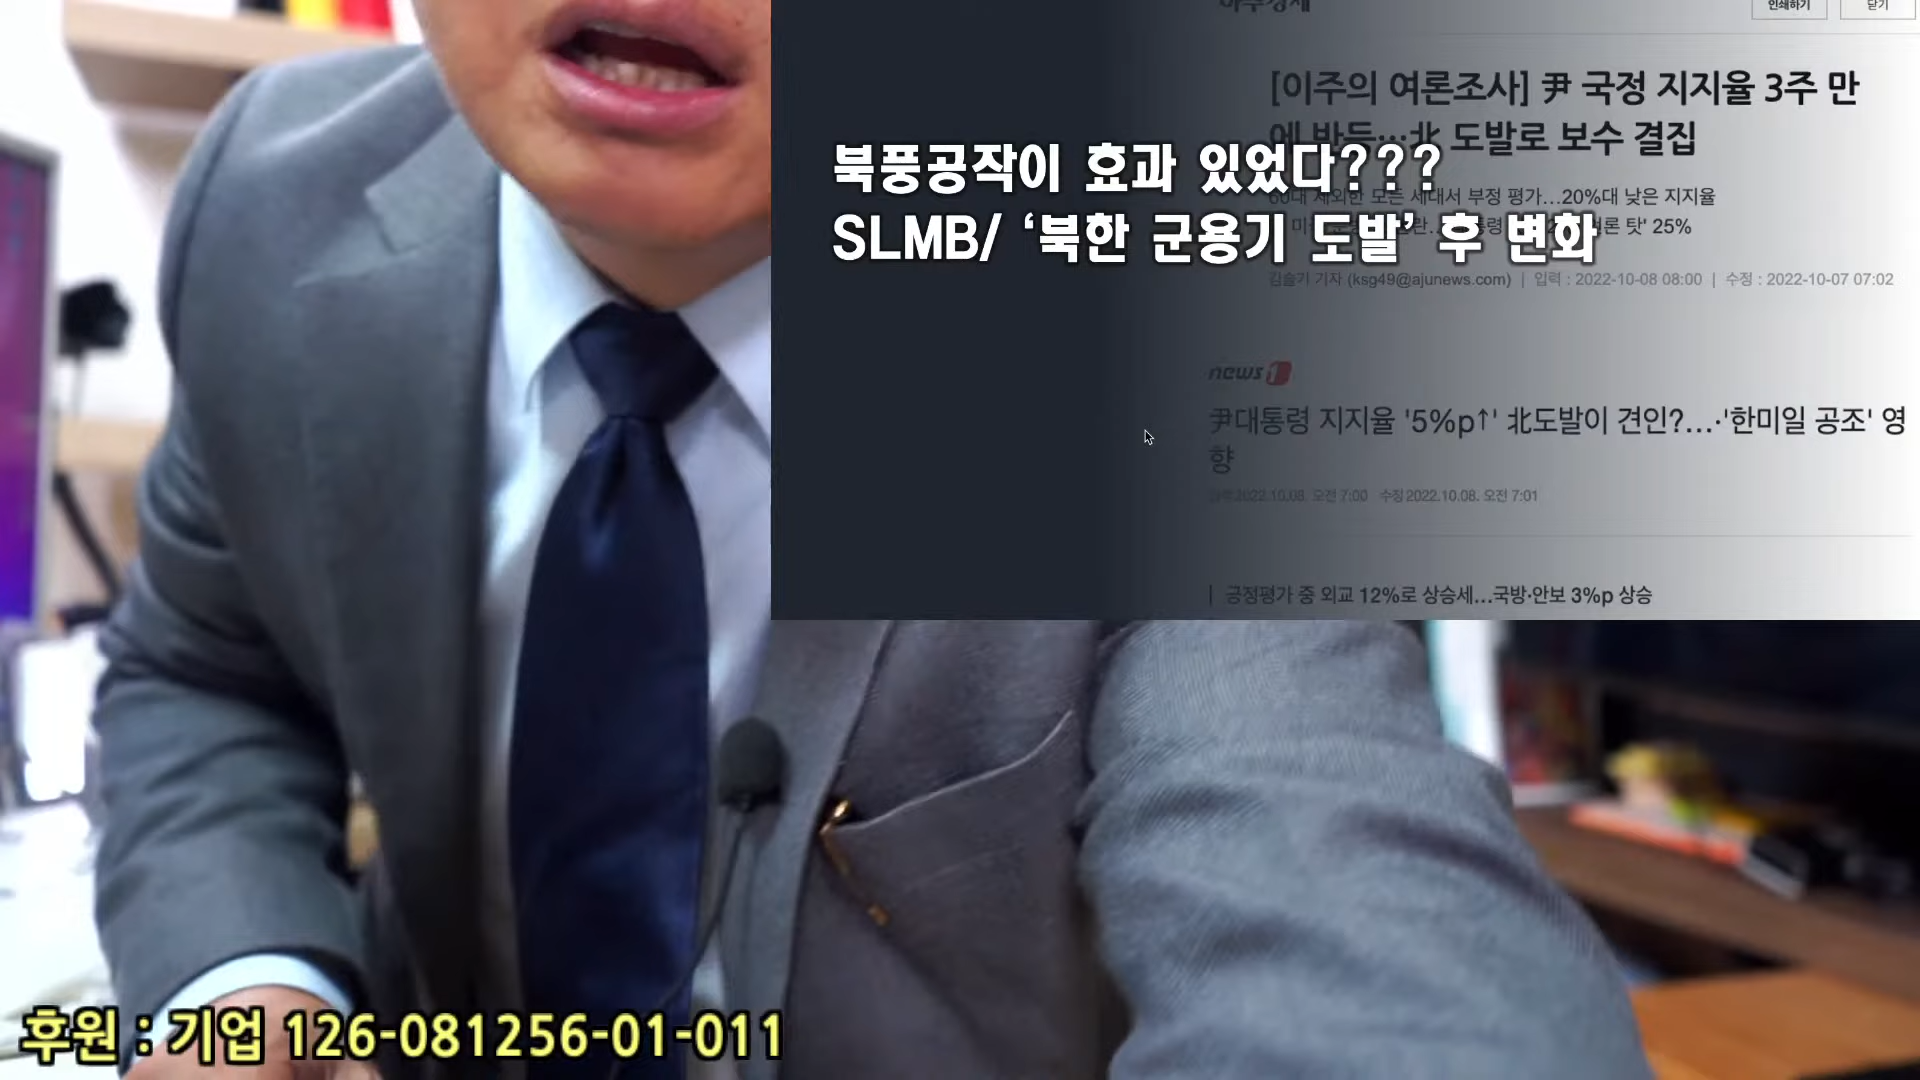 인쇄하기
닫기
[이주의 여론조사] 尹 국정 지지율 3주 만
에 반등…北 도발로 보수 결집
북풍공작이 효과 있었다???
60대 제외한 모든 세대서 부정 평가…20%대 낮은 지지율
SLMB/ ‘북한 군용기 도발’ 후 변화
탓' 25%
김슬기 기자 (ksg49@ajunews.com) | 입력 : 2022-10-08 08:00 | 수정 : 2022-10-07 07:02
news1
尹대통령 지지율 '5%p↑' 北도발이 견인?…·'한미일 공조' 영
향
2022.10.08. 오전 7:00 수정 2022.10.08. 오전 7:01
긍정평가 중 외교 12%로 상승세…국방·안보 3%p 상승
후원 : 기업 126-081256-01-011